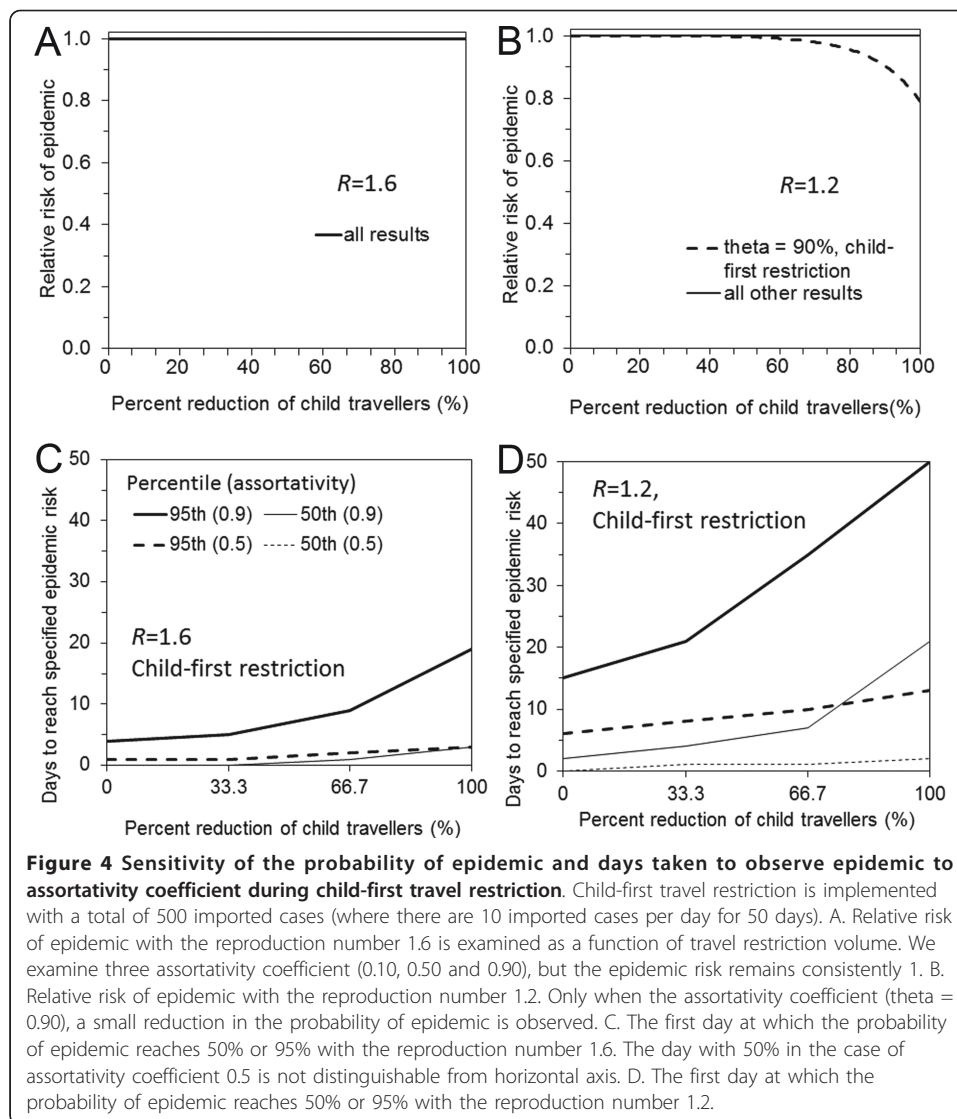 A
Relative risk of epidemic
1.0
0.8
0.6
0.4
0.2
0.0
R=1.6
all results
0 20 40 60 80 100
Percent reduction of child travellers (%)
B
Relative risk of epidemic
1.0
0.8
0.6
0.4
0.2
0.0
R=1.2
theta = 90%, child-
first restriction
all other results
0 20 40 60 80 100
Percent reduction of child travellers(%)
C
Days to reach specified epidemic risk
50
40
30
20
10
0
Percentile (assortativity)
95th (0.9) 50th (0.9)
95th (0.5) 50th (0.5)
R=1.6
Child-first restriction
0 33.3 66.7 100
Percent reduction of child travellers (%)
D
Days to reach specified epidemic risk
50
40
30
20
10
0
R=1.2,
Child-first restriction
0 33.3 66.7 100
Percent reduction of child travellers (%)
Figure 4 Sensitivity of the probability of epidemic and days taken to observe epidemic to
assortativity coefficient during child-first travel restriction. Child-first travel restriction is implemented
with a total of 500 imported cases (where there are 10 imported cases per day for 50 days). A. Relative risk
of epidemic with the reproduction number 1.6 is examined as a function of travel restriction volume. We
examine three assortativity coefficient (0.10, 0.50 and 0.90), but the epidemic risk remains consistently 1. B.
Relative risk of epidemic with the reproduction number 1.2. Only when the assortativity coefficient (theta =
0.90), a small reduction in the probability of epidemic is observed. C. The first day at which the probability
of epidemic reaches 50% or 95% with the reproduction number 1.6. The day with 50% in the case of
assortativity coefficient 0.5 is not distinguishable from horizontal axis. D. The first day at which the
probability of epidemic reaches 50% or 95% with the reproduction number 1.2.